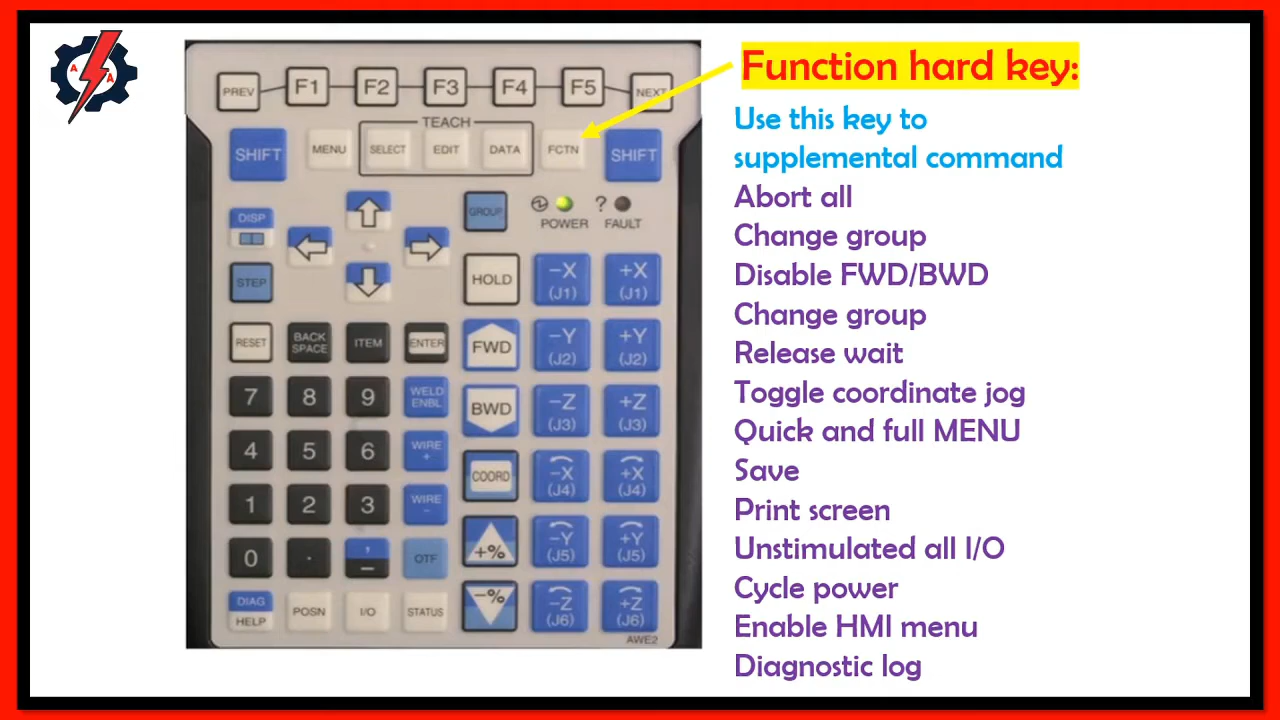 A
A
Function hard key:
Use this key to
supplemental command
Abort all
Change group
Disable FWD/BWD
Change group
Release wait
Toggle coordinate jog
Quick and full MENU
Save
Print screen
Unstimulated all I/O
Cycle power
Enable HMI menu
Diagnostic log
PREV F1 F2 F3 F4 F5 NEXT
TEACH
SHIFT MENU SELECT EDIT DATA FCTN SHIFT
DISP GROUP ? 
POWER FAULT
STEP HOLD -X +X
(J1) (J1)
RESET BACK SPACE ITEM ENTER FWD -Y +Y
(J2) (J2)
7 8 9 WELD ENBL BWD -Z +Z
(J3) (J3)
4 5 6 WIRE + COORD -X +X
(J4) (J4)
1 2 3 WIRE - +% -Y +Y
(J5) (J5)
0 . , _ OTF
DIAG HELP POSN I/O STATUS -% -Z +Z
(J6) (J6)
AWE2